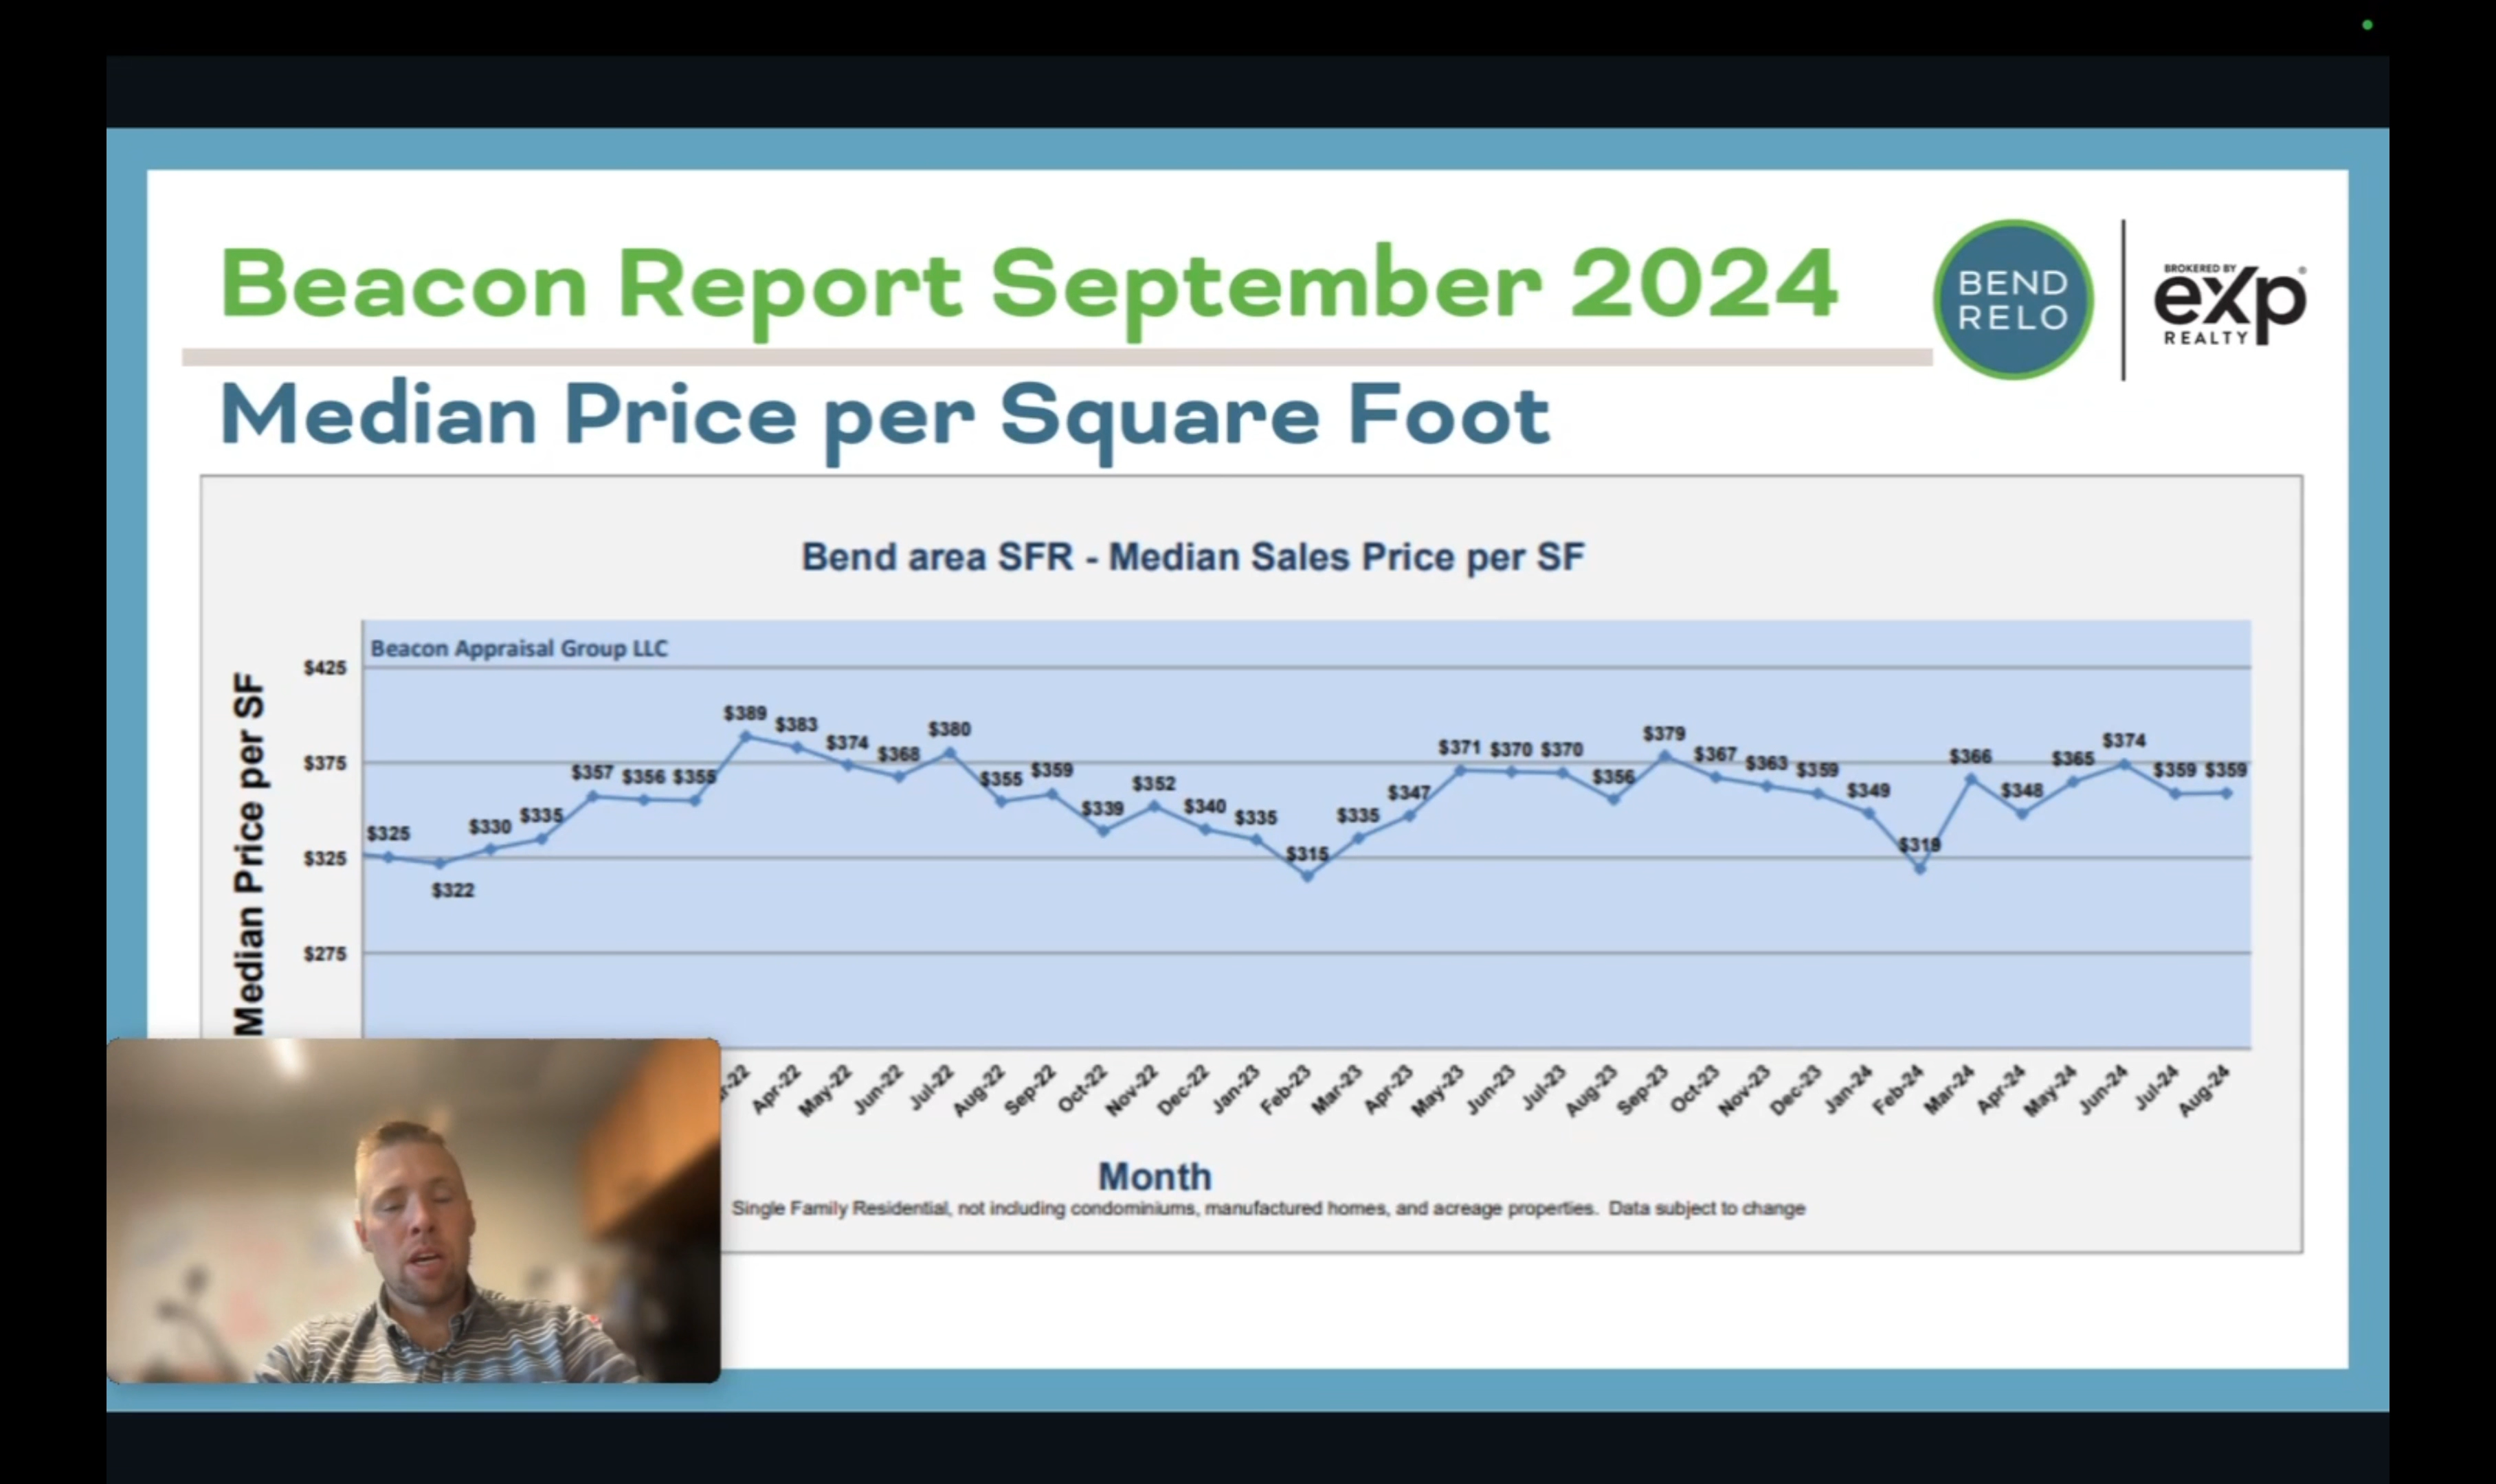 Beacon Report September 2024
BEND
RELO
BROKERED BY
eXp®
REALTY
Median Price per Square Foot
Bend area SFR - Median Sales Price per SF
Beacon Appraisal Group LLC
Median Price per SF
$425
$375
$325
$275
$325
$322
$330
$335
$357
$356
$355
$389
$383
$374
$368
$380
$355
$359
$339
$352
$340
$335
$315
$335
$347
$371
$370
$370
$356
$379
$367
$363
$359
$349
$319
$366
$348
$365
$374
$359
$359
r-22
Apr-22
May-22
Jun-22
Jul-22
Aug-22
Sep-22
Oct-22
Nov-22
Dec-22
Jan-23
Feb-23
Mar-23
Apr-23
May-23
Jun-23
Jul-23
Aug-23
Sep-23
Oct-23
Nov-23
Dec-23
Jan-24
Feb-24
Mar-24
Apr-24
May-24
Jun-24
Jul-24
Aug-24
Month
Single Family Residential, not including condominiums, manufactured homes, and acreage properties. Data subject to change